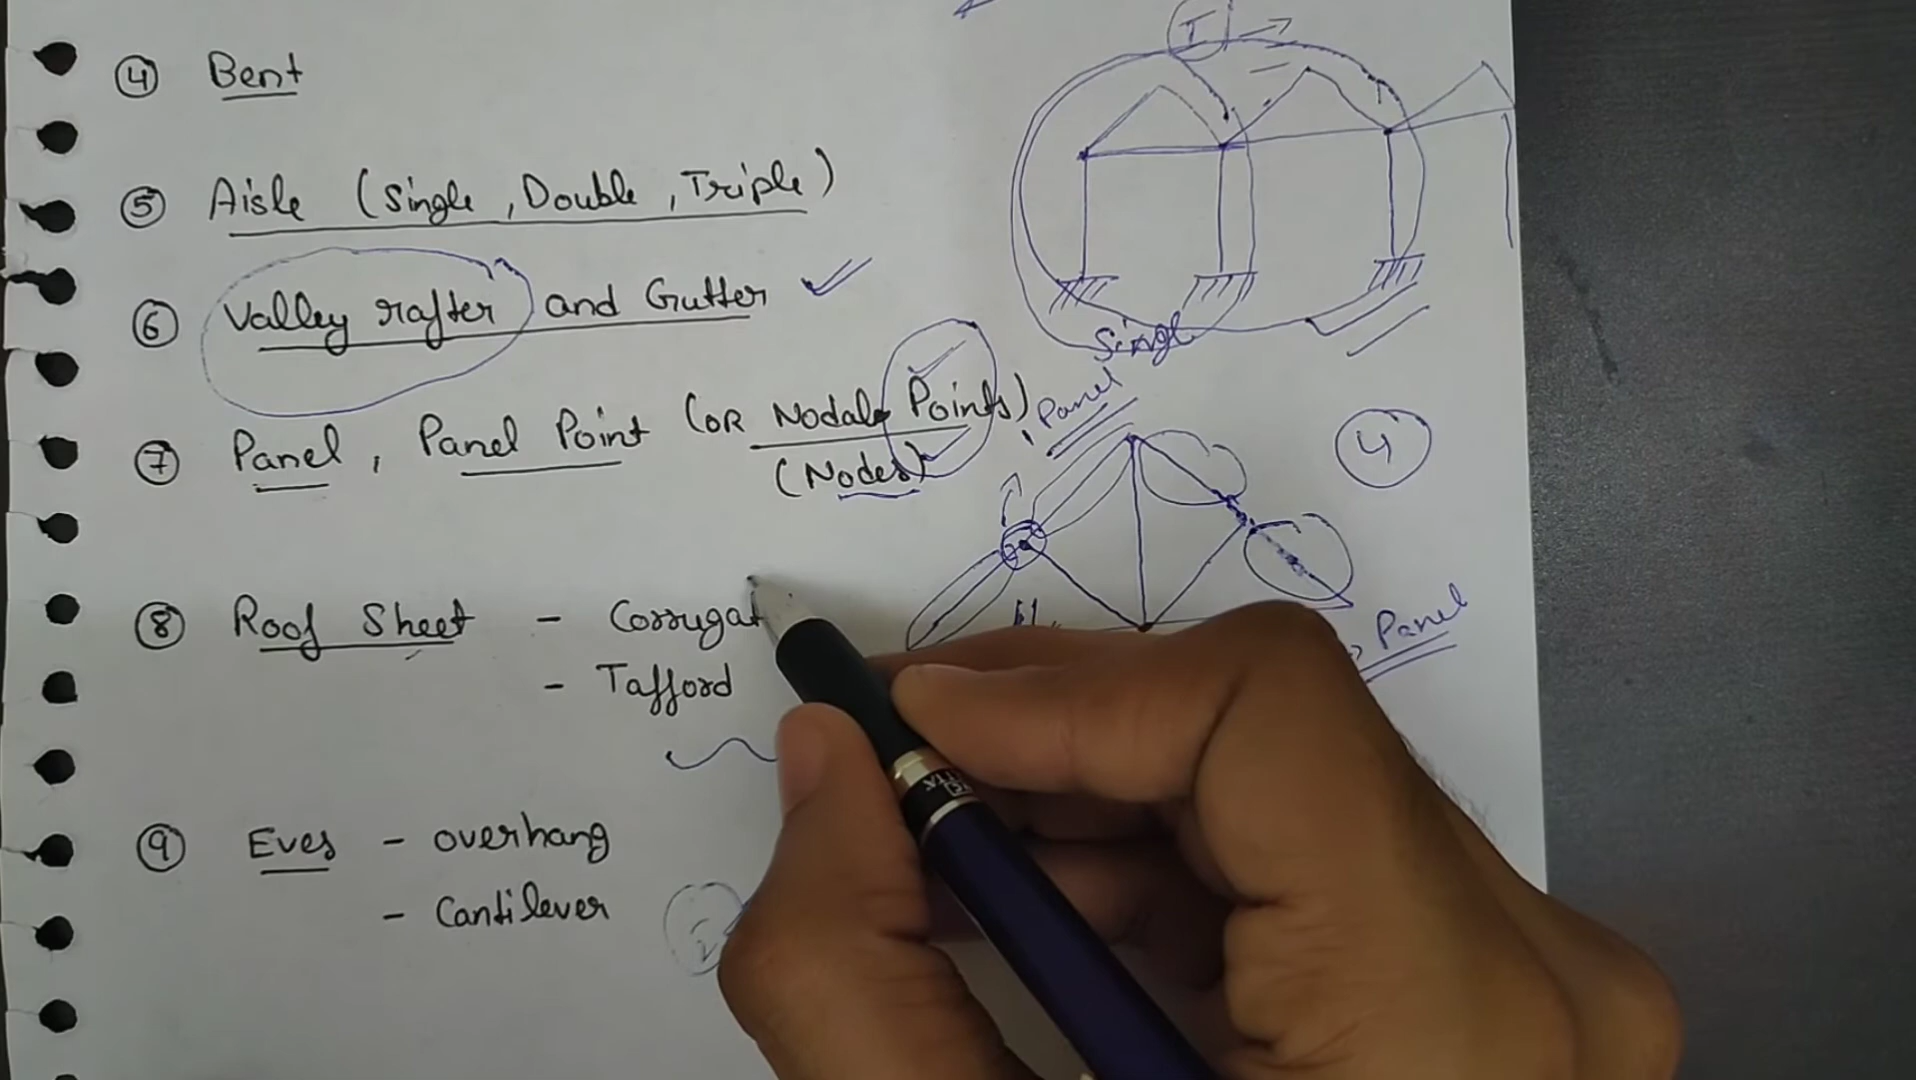 ④ Bent
⑤ Aisle (Single, Double, Triple)
⑥ Valley rafter and Gutter
⑦ Panel, Panel Point (OR Nodal Points)
(Nodes)
⑧ Roof Sheet - Corrugat
- Tafford
⑨ Eves - overhang
- Cantilever
T
Singl
Panel
4
Panel